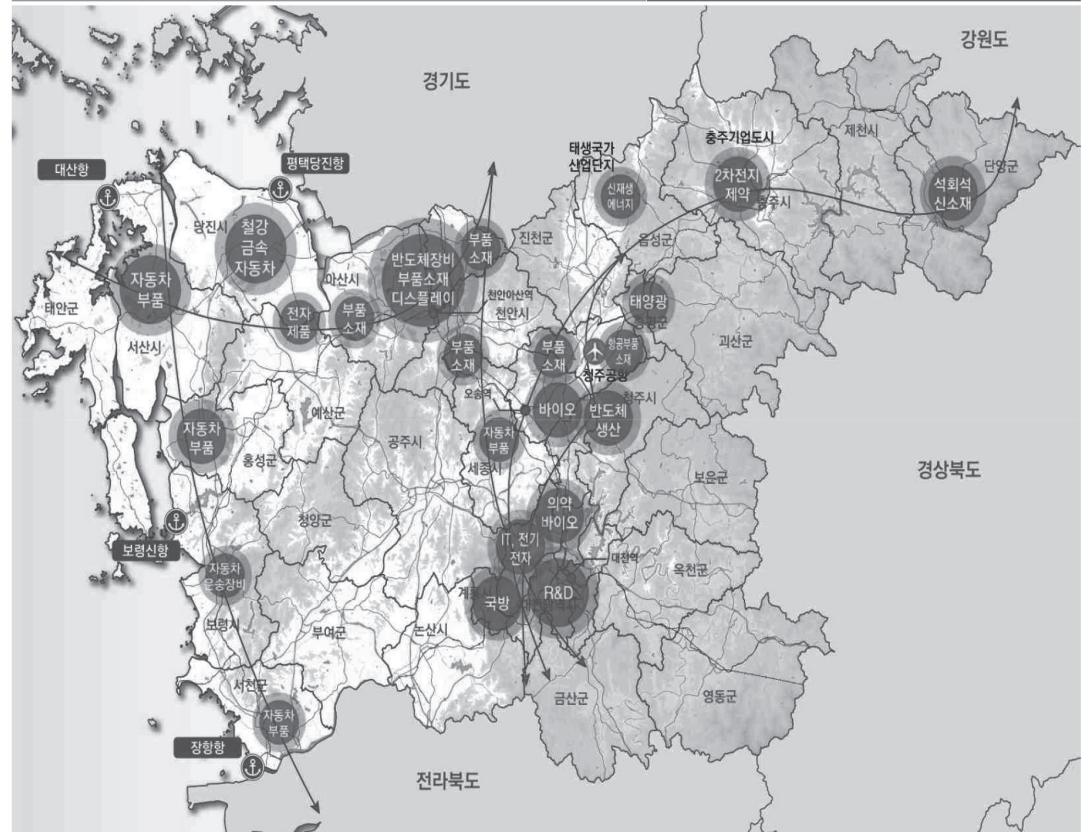 강원도
경기도
대산항
평택당진항
태생국가
산업단지
충주기업도시
제천시
단양군
2차전지
제약
충주시
석회석
신소재
신재생
에너지
당진시
철강
금속
자동차
부품
소재
진천군
음성군
반도체장비
부품소재
디스플레이
자동차
부품
아산시
천안아산역
천안시
태양광
증평군
태안군
전자
제품
부품
소재
서산시
부품
소재
부품
소재
항공부품
소재
괴산군
청주공항
오송역
바이오
반도체
생산
청주시
예산군
공주시
자동차
부품
자동차
부품
홍성군
세종시
보은군
경상북도
의약
바이오
청양군
보령신항
IT, 전기
전자
대전역
옥천군
자동차
운송장비
국방
R&D
보령시
부여군
논산시
서천군
금산군
영동군
자동차
부품
장항항
전라북도